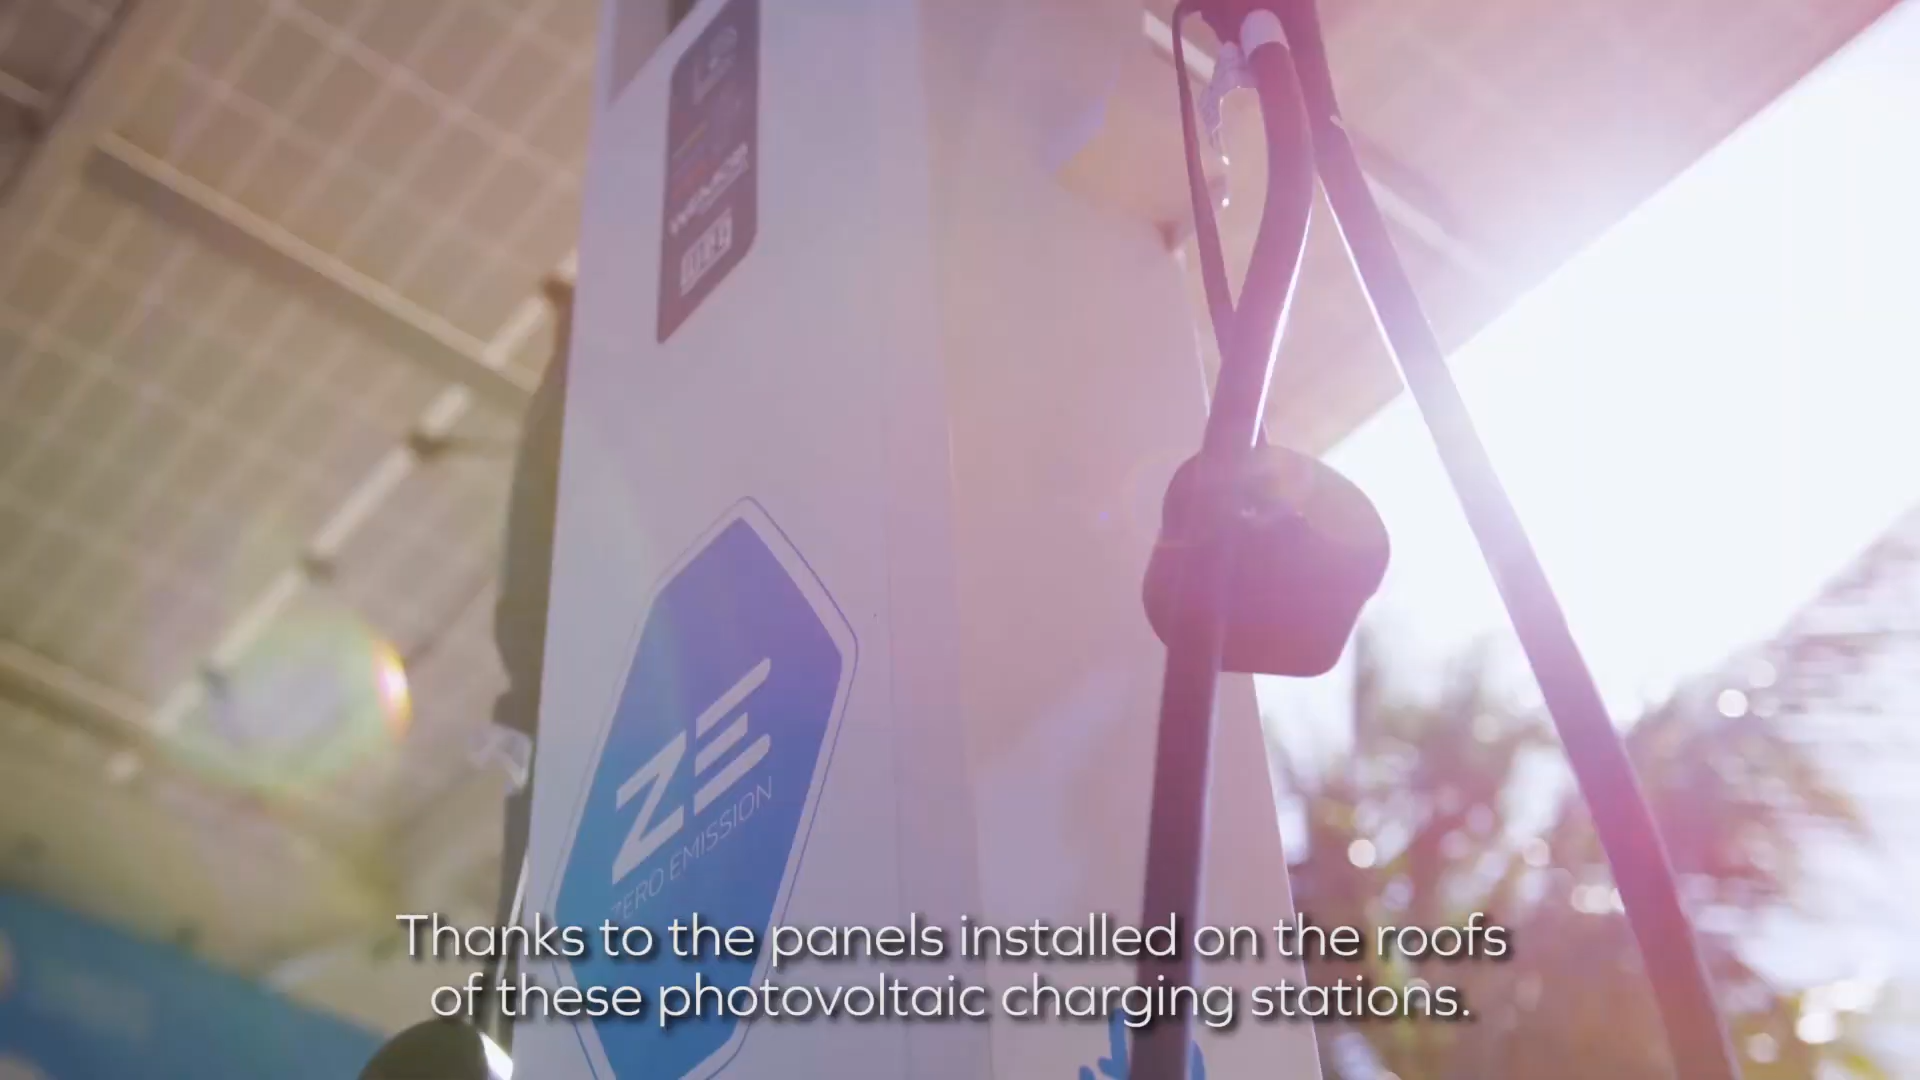 ZE
ZERO EMISSION
Thanks to the panels installed on the roofs
of these photovoltaic charging stations.